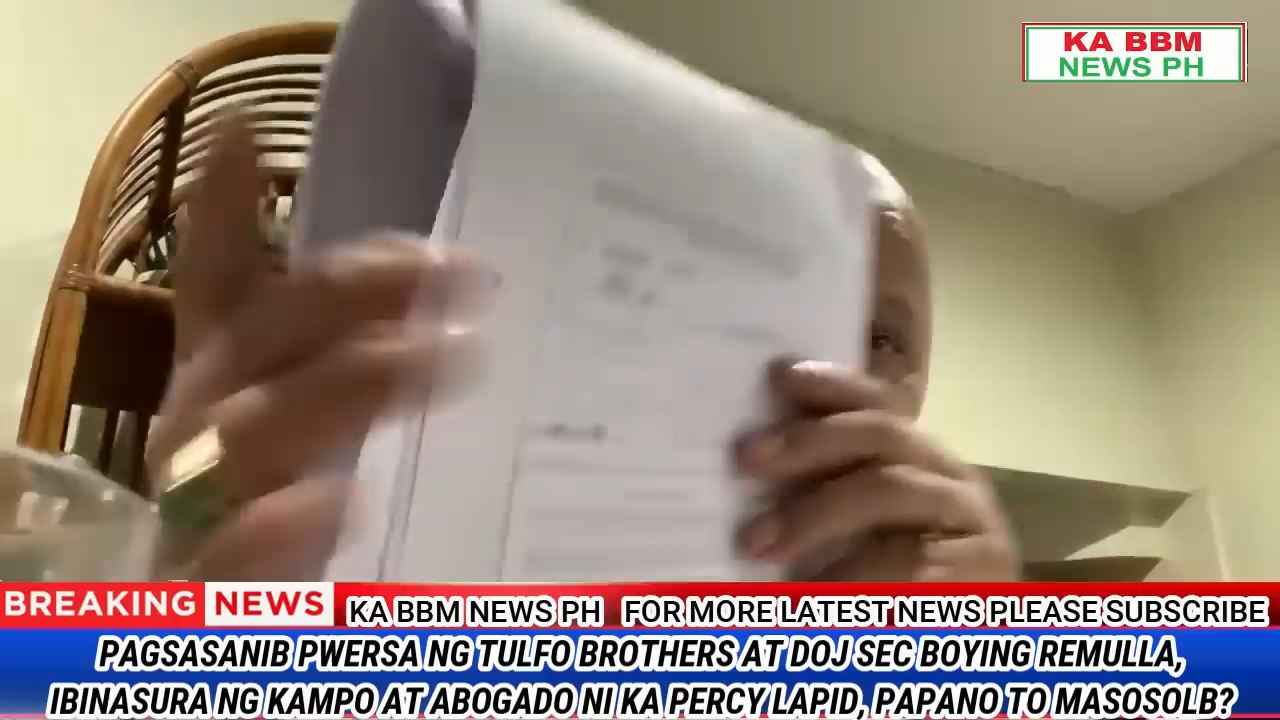 KA BBM
NEWS PH
BREAKING NEWS KA BBM NEWS PH FOR MORE LATEST NEWS PLEASE SUBSCRIBE
PAGSASANIB PWERSA NG TULFO BROTHERS AT DOJ SEC BOYING REMULLA,
IBINASURA NG KAMPO AT ABOGADO NI KA PERCY LAPID, PAPANO TO MASOSOLB?